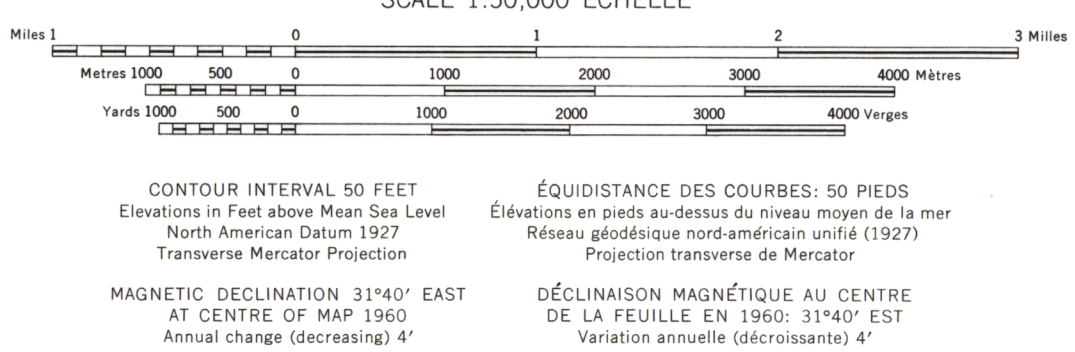 SCALE 1:50,000 ÉCHELLE
Miles 1 0 1 2 3 Milles
Metres 1000 500 0 1000 2000 3000 4000 Mètres
Yards 1000 500 0 1000 2000 3000 4000 Verges
CONTOUR INTERVAL 50 FEET
Elevations in Feet above Mean Sea Level
North American Datum 1927
Transverse Mercator Projection
ÉQUIDISTANCE DES COURBES: 50 PIEDS
Élévations en pieds au-dessus du niveau moyen de la mer
Réseau géodésique nord-américain unifié (1927)
Projection transverse de Mercator
MAGNETIC DECLINATION 31°40′ EAST
AT CENTRE OF MAP 1960
Annual change (decreasing) 4′
DÉCLINAISON MAGNÉTIQUE AU CENTRE
DE LA FEUILLE EN 1960: 31°40′ EST
Variation annuelle (décroissante) 4′